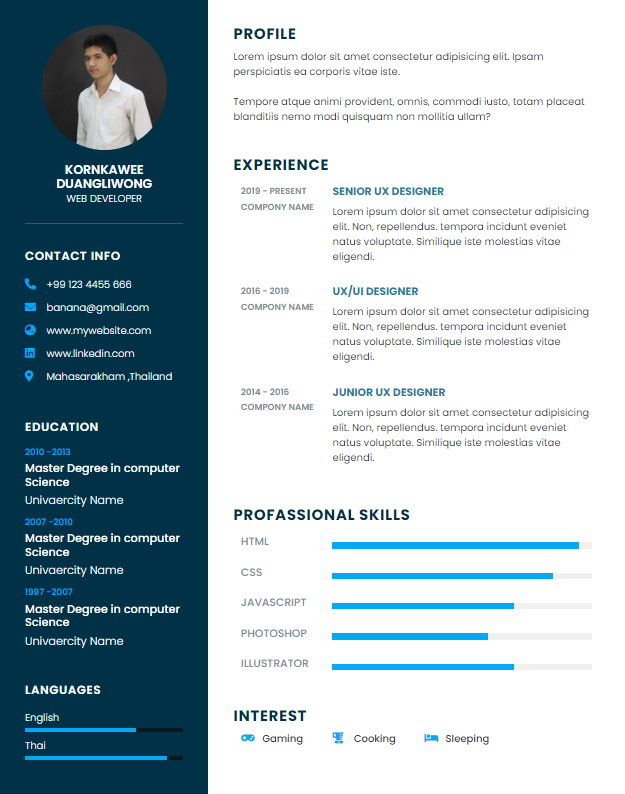 KORNKAWEE
DUANGLIWONG
WEB DEVELOPER
CONTACT INFO
+99 123 4455 666
banana@gmail.com
www.mywebsite.com
www.linkedin.com
Mahasarakham ,Thailand
EDUCATION
2010 -2013
Master Degree in computer
Science
Univaercity Name
2007 -2010
Master Degree in computer
Science
Univaercity Name
1997 -2007
Master Degree in computer
Science
Univaercity Name
LANGUAGES
English
Thai
PROFILE
Lorem ipsum dolor sit amet consectetur adipisicing elit. Ipsam
perspiciatis ea corporis vitae iste.
Tempore atque animi provident, omnis, commodi iusto, totam placeat
blanditiis nemo modi quisquam non mollitia ullam?
EXPERIENCE
2019 - PRESENT
COMPANY NAME
SENIOR UX DESIGNER
Lorem ipsum dolor sit amet consectetur adipisicing
elit. Non, repellendus. tempora incidunt eveniet
natus voluptate. Similique iste molestias vitae
eligendi.
2016 - 2019
COMPANY NAME
UX/UI DESIGNER
Lorem ipsum dolor sit amet consectetur adipisicing
elit. Non, repellendus. tempora incidunt eveniet
natus voluptate. Similique iste molestias vitae
eligendi.
2014 - 2016
COMPANY NAME
JUNIOR UX DESIGNER
Lorem ipsum dolor sit amet consectetur adipisicing
elit. Non, repellendus. tempora incidunt eveniet
natus voluptate. Similique iste molestias vitae
eligendi.
PROFASSIONAL SKILLS
HTML
CSS
JAVASCRIPT
PHOTOSHOP
ILLUSTRATOR
INTEREST
Gaming
Cooking
Sleeping